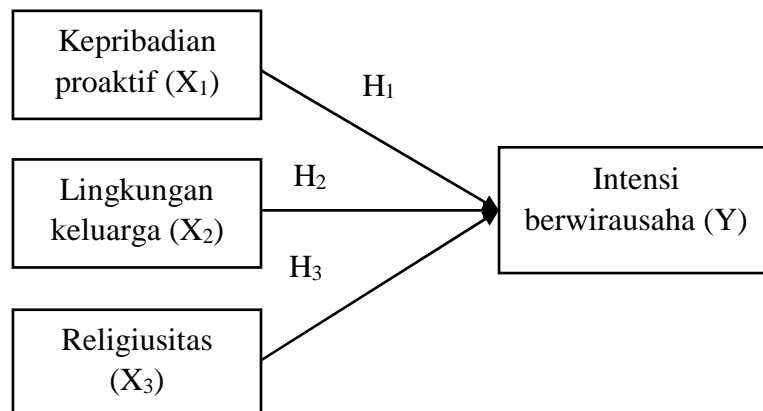 Kepribadian
proaktif (X₁)
H₁
Lingkungan
keluarga (X₂)
H₂
Intensi
berwirausaha (Y)
H₃
Religiusitas
(X₃)